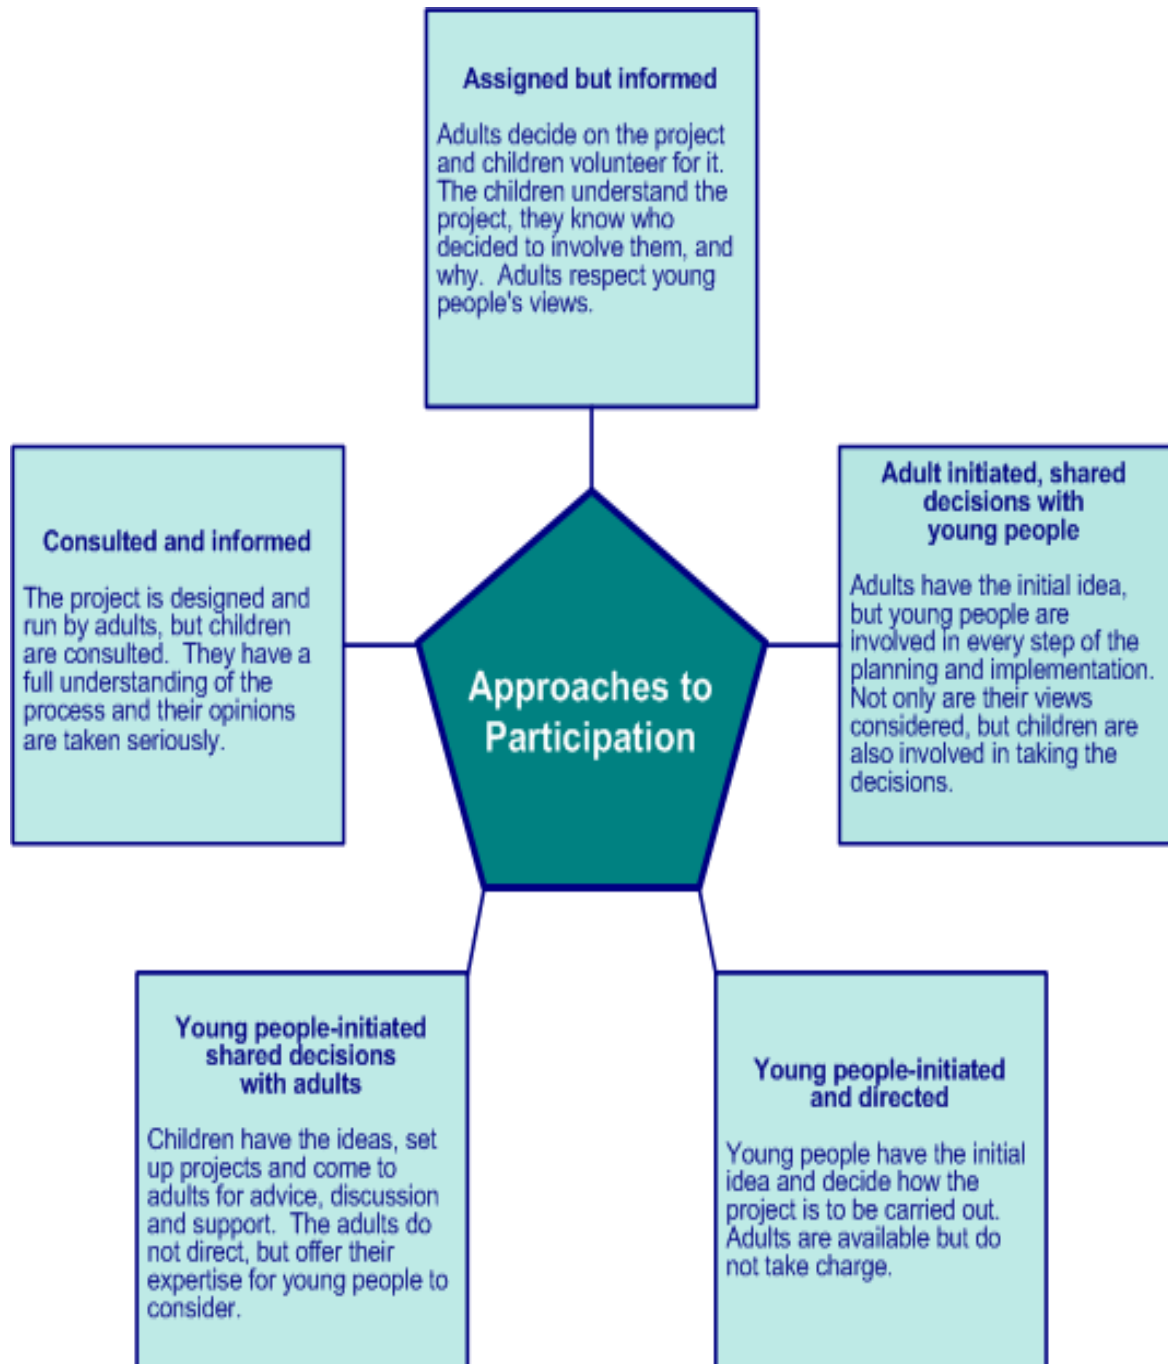 Assigned but informed
Adults decide on the project
and children volunteer for it.
The children understand the
project, they know who
decided to involve them, and
why.  Adults respect young
people's views.
Consulted and informed
The project is designed and
run by adults, but children
are consulted.  They have a
full understanding of the
process and their opinions
are taken seriously.
Approaches to
Participation
Adult initiated, shared
decisions with
young people
Adults have the initial idea,
but young people are
involved in every step of the
planning and implementation.
Not only are their views
considered, but children are
also involved in taking the
decisions.
Young people-initiated
shared decisions
with adults
Children have the ideas, set
up projects and come to
adults for advice, discussion
and support.  The adults do
not direct, but offer their
expertise for young people to
consider.
Young people-initiated
and directed
Young people have the initial
idea and decide how the
project is to be carried out.
Adults are available but do
not take charge.